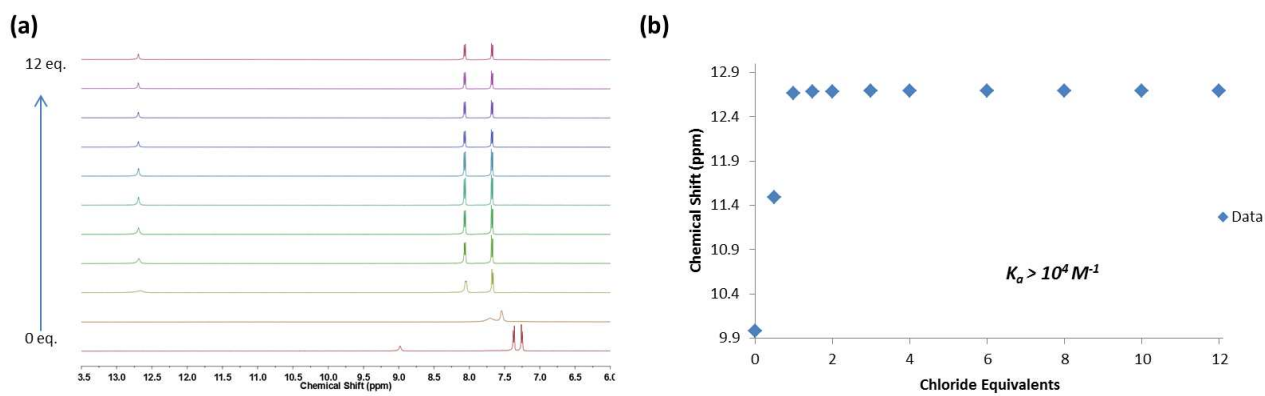 (a)
12 eq.
0 eq.
3.5 13.0 12.5 12.0 11.5 11.0 10.5 10.0 9.5 9.0 8.5 8.0 7.5 7.0 6.5 6.0
Chemical Shift (ppm)
(b)
Chemical Shift (ppm)
12.9
12.4
11.9
11.4
10.9
10.4
9.9
0 2 4 6 8 10 12
Chloride Equivalents
Kₐ > 10⁴ M⁻¹
Data